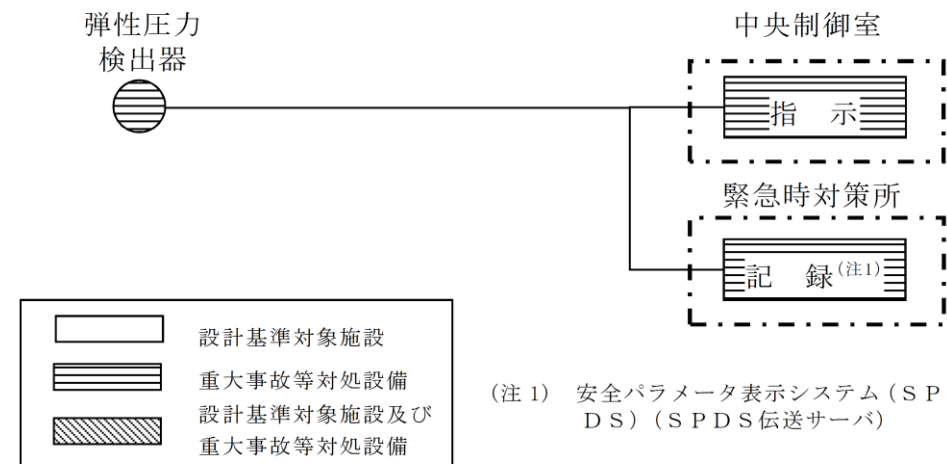 弾性圧力
検出器
中央制御室
指　示
緊急時対策所
記　録(注1)
設計基準対象施設
重大事故等対処設備
設計基準対象施設及び
重大事故等対処設備
(注 1)　安全パラメータ表示システム（ＳＰ
ＤＳ）（ＳＰＤＳ伝送サーバ）